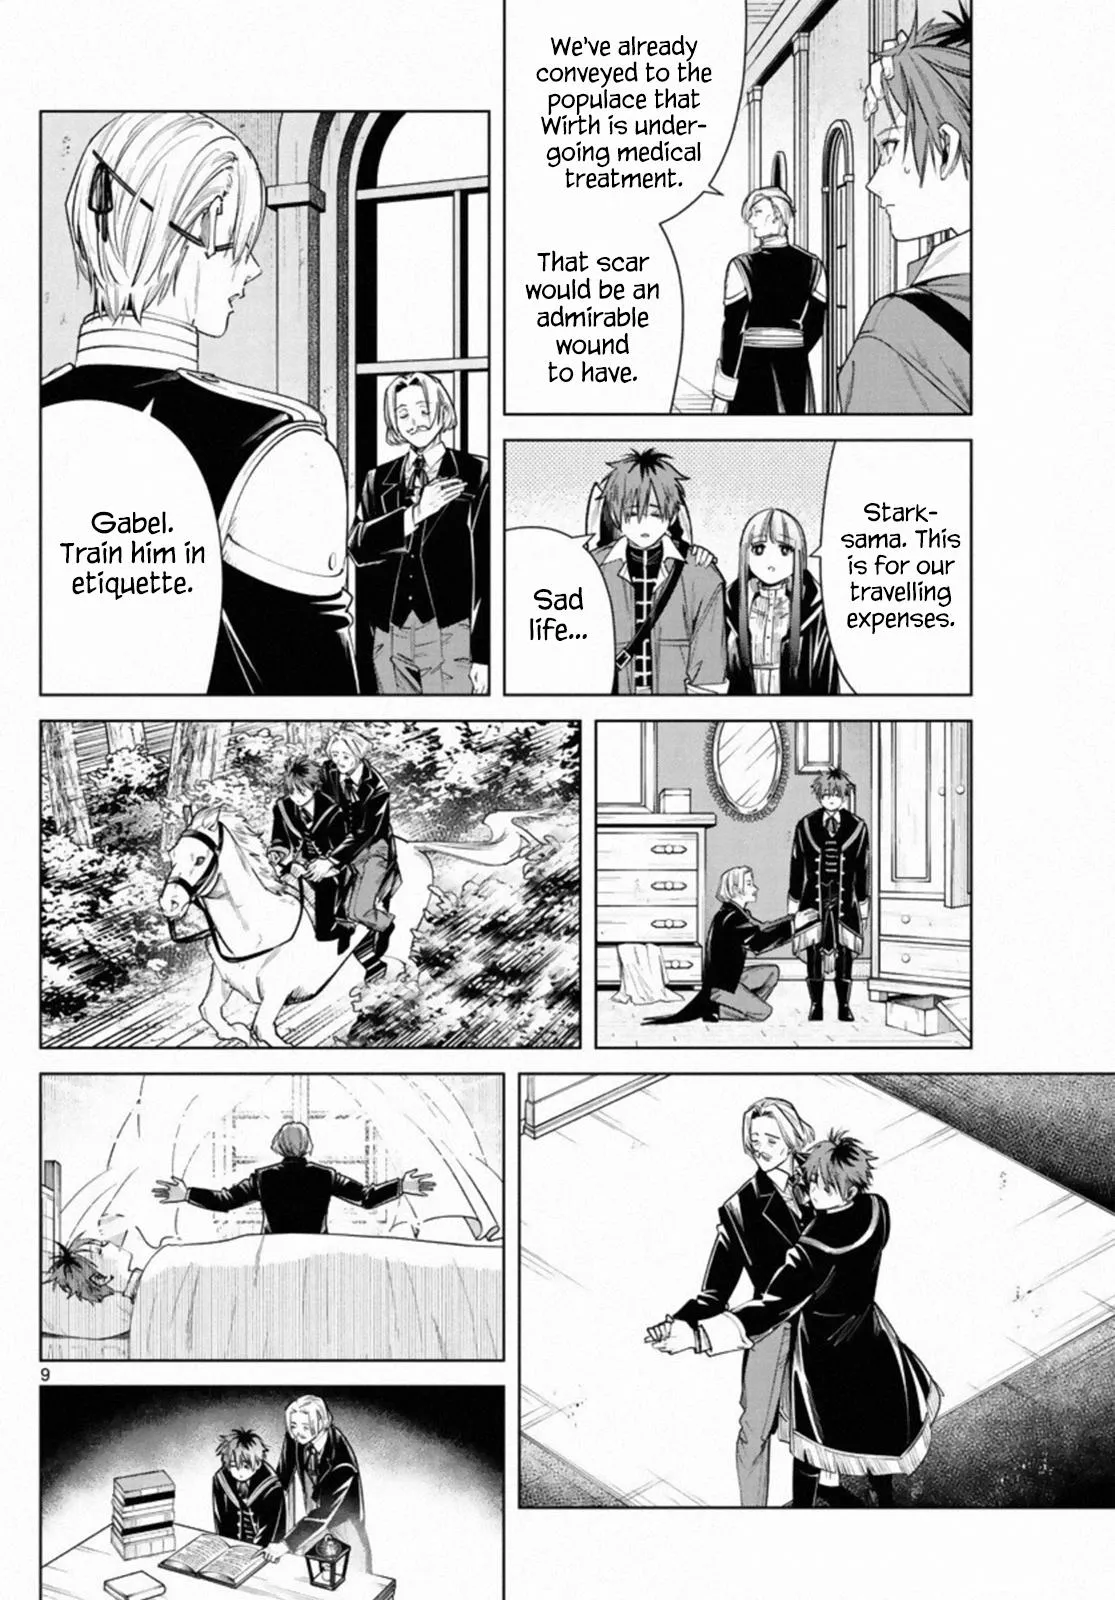 We've already
conveyed to the
populace that
Wirth is under-
going medical
treatment.
That scar
would be an
admirable
wound
to have.
Gabel.
Train him in
etiquette.
Stark-
sama. This
is for our
travelling
expenses.
Sad
life...
9